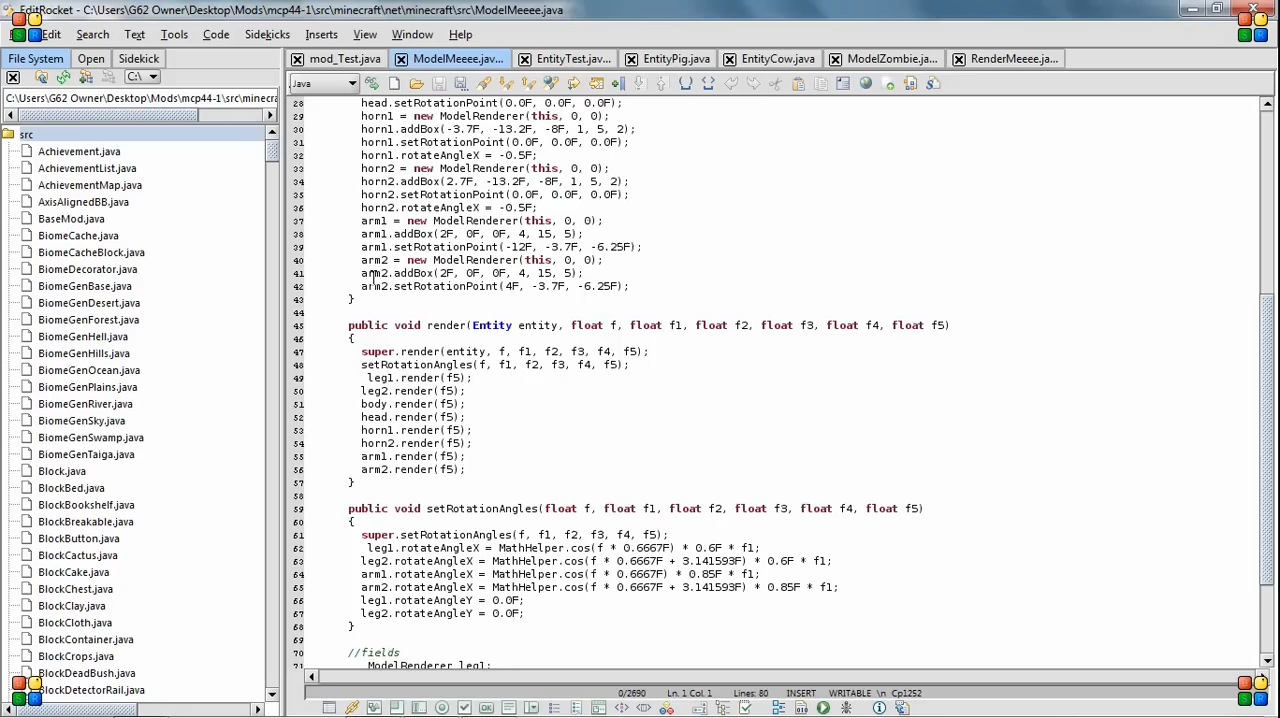 EditRocket - C:\Users\G62 Owner\Desktop\Mods\mcp44-1\src\minecraft\net\minecraft\src\ModelMeeee.java
Edit Search Text Tools Code Sidekicks Inserts View Window Help
File System Open Sidekick
mod_Test.java ModelMeeee.jav... EntityTest.jav... EntityPig.java EntityCow.java ModelZombie.ja... RenderMeeee.ja...
C:\
Java
C:\Users\G62 Owner\Desktop\Mods\mcp44-1\src\minecra
src
Achievement.java
AchievementList.java
AchievementMap.java
AxisAlignedBB.java
BaseMod.java
BiomeCache.java
BiomeCacheBlock.java
BiomeDecorator.java
BiomeGenBase.java
BiomeGenDesert.java
BiomeGenForest.java
BiomeGenHell.java
BiomeGenHills.java
BiomeGenOcean.java
BiomeGenPlains.java
BiomeGenRiver.java
BiomeGenSky.java
BiomeGenSwamp.java
BiomeGenTaiga.java
Block.java
BlockBed.java
BlockBookshelf.java
BlockBreakable.java
BlockButton.java
BlockCactus.java
BlockCake.java
BlockChest.java
BlockClay.java
BlockCloth.java
BlockContainer.java
BlockCrops.java
BlockDeadBush.java
BlockDetectorRail.java
28 head.setRotationPoint(0.0F, 0.0F, 0.0F);
29 horn1 = new ModelRenderer(this, 0, 0);
30 horn1.addBox(-3.7F, -13.2F, -8F, 1, 5, 2);
31 horn1.setRotationPoint(0.0F, 0.0F, 0.0F);
32 horn1.rotateAngleX = -0.5F;
33 horn2 = new ModelRenderer(this, 0, 0);
34 horn2.addBox(2.7F, -13.2F, -8F, 1, 5, 2);
35 horn2.setRotationPoint(0.0F, 0.0F, 0.0F);
36 horn2.rotateAngleX = -0.5F;
37 arm1 = new ModelRenderer(this, 0, 0);
38 arm1.addBox(2F, 0F, 0F, 4, 15, 5);
39 arm1.setRotationPoint(-12F, -3.7F, -6.25F);
40 arm2 = new ModelRenderer(this, 0, 0);
41 arm2.addBox(2F, 0F, 0F, 4, 15, 5);
42 arm2.setRotationPoint(4F, -3.7F, -6.25F);
43 }
44
45 public void render(Entity entity, float f, float f1, float f2, float f3, float f4, float f5)
46 {
47 super.render(entity, f, f1, f2, f3, f4, f5);
48 setRotationAngles(f, f1, f2, f3, f4, f5);
49 leg1.render(f5);
50 leg2.render(f5);
51 body.render(f5);
52 head.render(f5);
53 horn1.render(f5);
54 horn2.render(f5);
55 arm1.render(f5);
56 arm2.render(f5);
57 }
58
59 public void setRotationAngles(float f, float f1, float f2, float f3, float f4, float f5)
60 {
61 super.setRotationAngles(f, f1, f2, f3, f4, f5);
62 leg1.rotateAngleX = MathHelper.cos(f * 0.6667F) * 0.6F * f1;
63 leg2.rotateAngleX = MathHelper.cos(f * 0.6667F + 3.141593F) * 0.6F * f1;
64 arm1.rotateAngleX = MathHelper.cos(f * 0.6667F) * 0.85F * f1;
65 arm2.rotateAngleX = MathHelper.cos(f * 0.6667F + 3.141593F) * 0.85F * f1;
66 leg1.rotateAngleY = 0.0F;
67 leg2.rotateAngleY = 0.0F;
68 }
69
70 //fields
71 ModelRenderer leg1;
0/2690 Ln. 1 Col. 1 Lines: 80 INSERT WRITABLE \n Cp1252